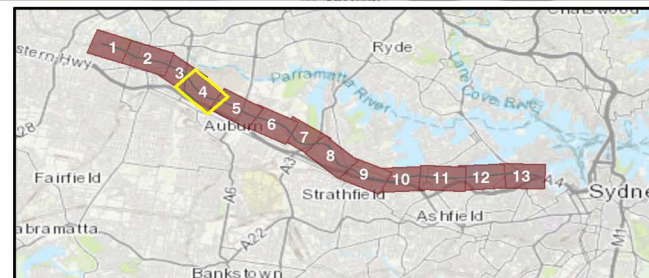 Chatswood
Ryde
stern Hwy
Parramatta
River
Lane
Cove River
1
2
3
4
5
6
7
8
9
10
11
12
13
Auburn
28
A3
Fairfield
A6
Strathfield
A4
Sydne
Ashfield
abramatta
A22
M1
Bankstown